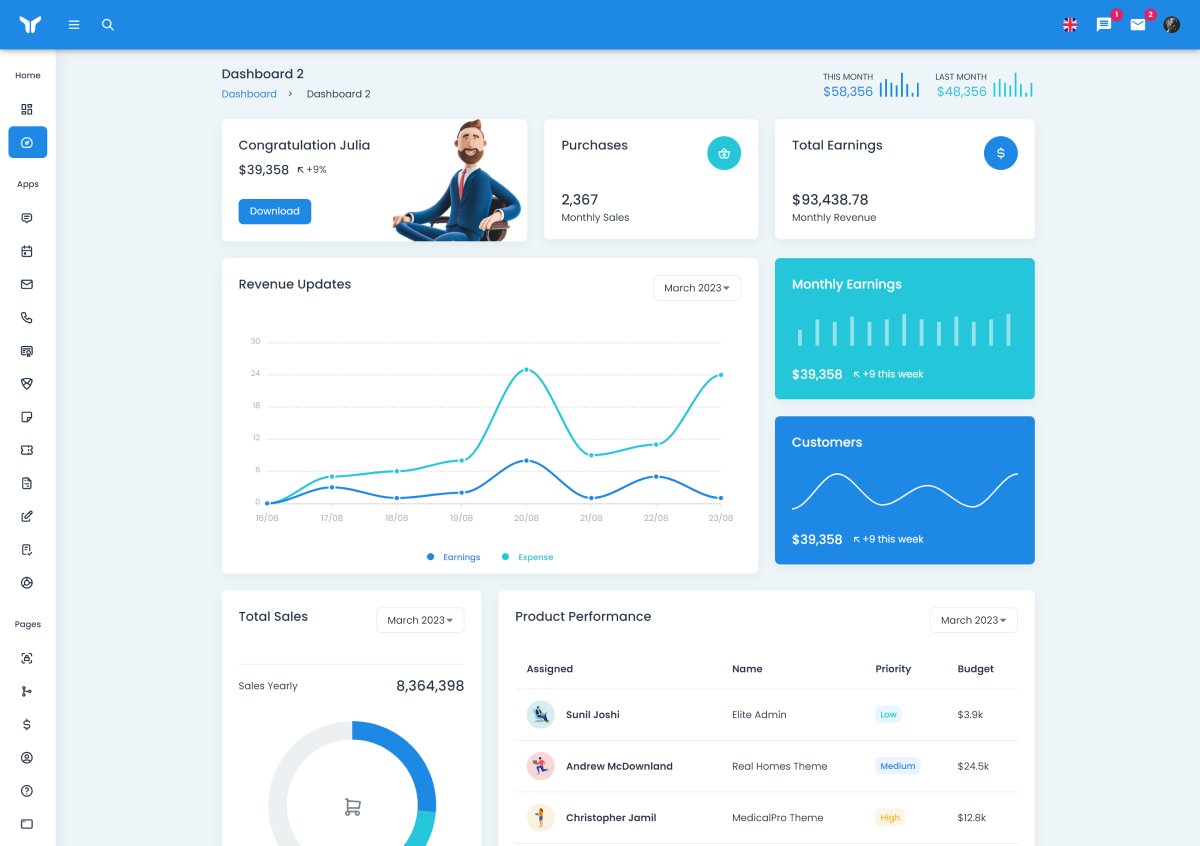 1
2
Home
Apps
Pages
Dashboard 2
Dashboard > Dashboard 2
THIS MONTH
$58,356
LAST MONTH
$48,356
Congratulation Julia
$39,358 +9%
Download
Purchases
2,367
Monthly Sales
Total Earnings
$
$93,438.78
Monthly Revenue
Revenue Updates
March 2023
30
24
18
12
6
0
16/08 17/08 18/08 19/08 20/08 21/08 22/08 23/08
Earnings Expense
Monthly Earnings
$39,358 +9 this week
Customers
$39,358 +9 this week
Total Sales
March 2023
Sales Yearly 8,364,398
Product Performance
March 2023
Assigned Name Priority Budget
Sunil Joshi Elite Admin Low $3.9k
Andrew McDownland Real Homes Theme Medium $24.5k
Christopher Jamil MedicalPro Theme High $12.8k